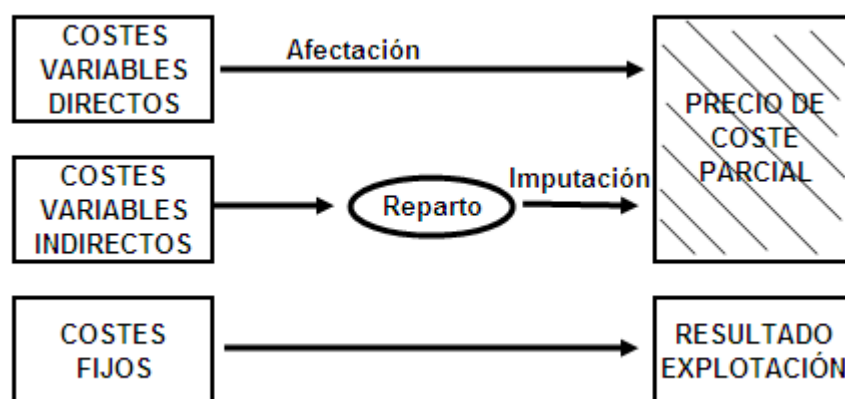 COSTES
VARIABLES
DIRECTOS
Afectación
PRECIO DE
COSTE
PARCIAL
COSTES
VARIABLES
INDIRECTOS
Reparto
Imputación
COSTES
FIJOS
RESULTADO
EXPLOTACIÓN